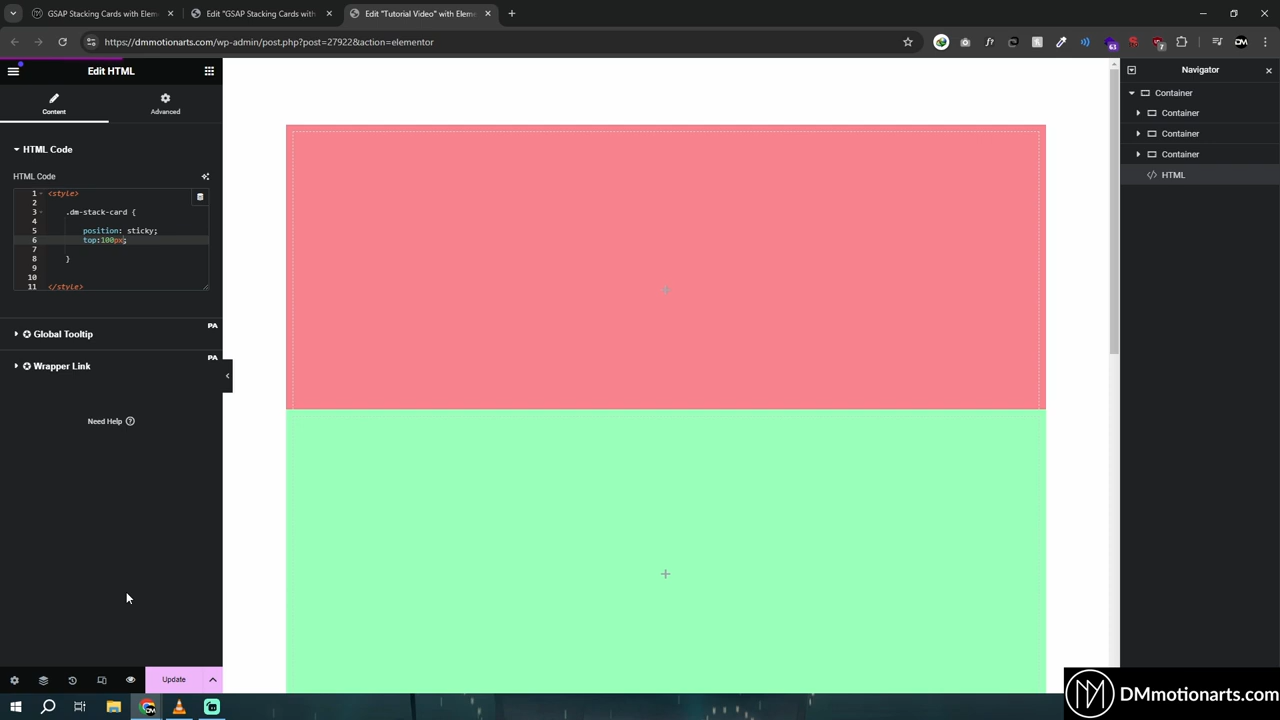 GSAP Stacking Cards with Elem
Edit "GSAP Stacking Cards with
Edit "Tutorial Video" with Eleme
https://dmmotionarts.com/wp-admin/post.php?post=27922&action=elementor
Edit HTML
Content
Advanced
HTML Code
HTML Code
1 <style>
2
3 .dm-stack-card {
4
5 position: sticky;
6 top:100px;
7
8 }
9
10
11 </style>
PA
Global Tooltip
PA
Wrapper Link
Need Help
Update
Navigator
Container
Container
Container
Container
HTML
DMmotionarts.com